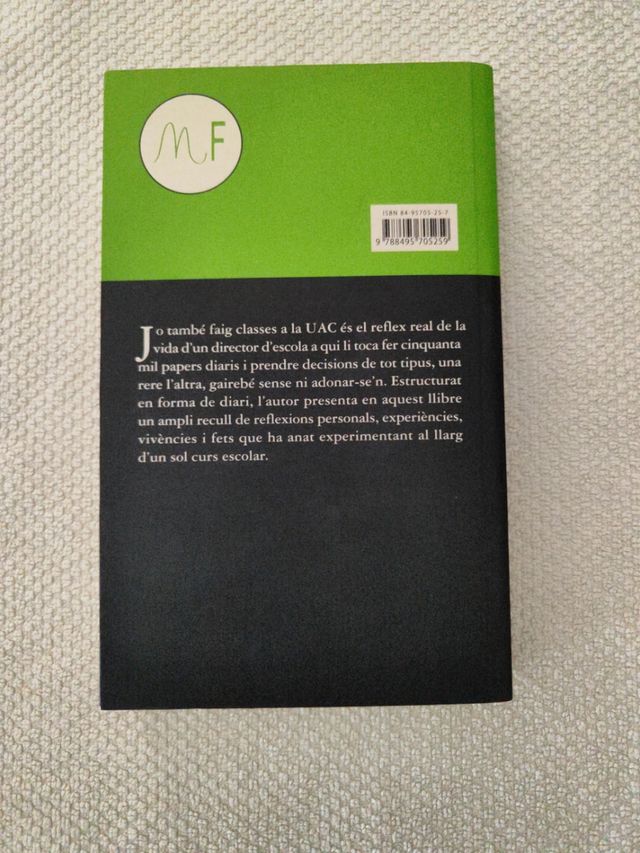 MF
ISBN 84-95705-25-7
9 788495 705259
Jo també faig classes a la UAC és el reflex real de la
vida d'un director d'escola a qui li toca fer cinquanta
mil papers diaris i prendre decisions de tot tipus, una
rere l'altra, gairebé sense ni adonar-se'n. Estructurat
en forma de diari, l'autor presenta en aquest llibre
un ampli recull de reflexions personals, experiències,
vivències i fets que ha anat experimentant al llarg
d'un sol curs escolar.